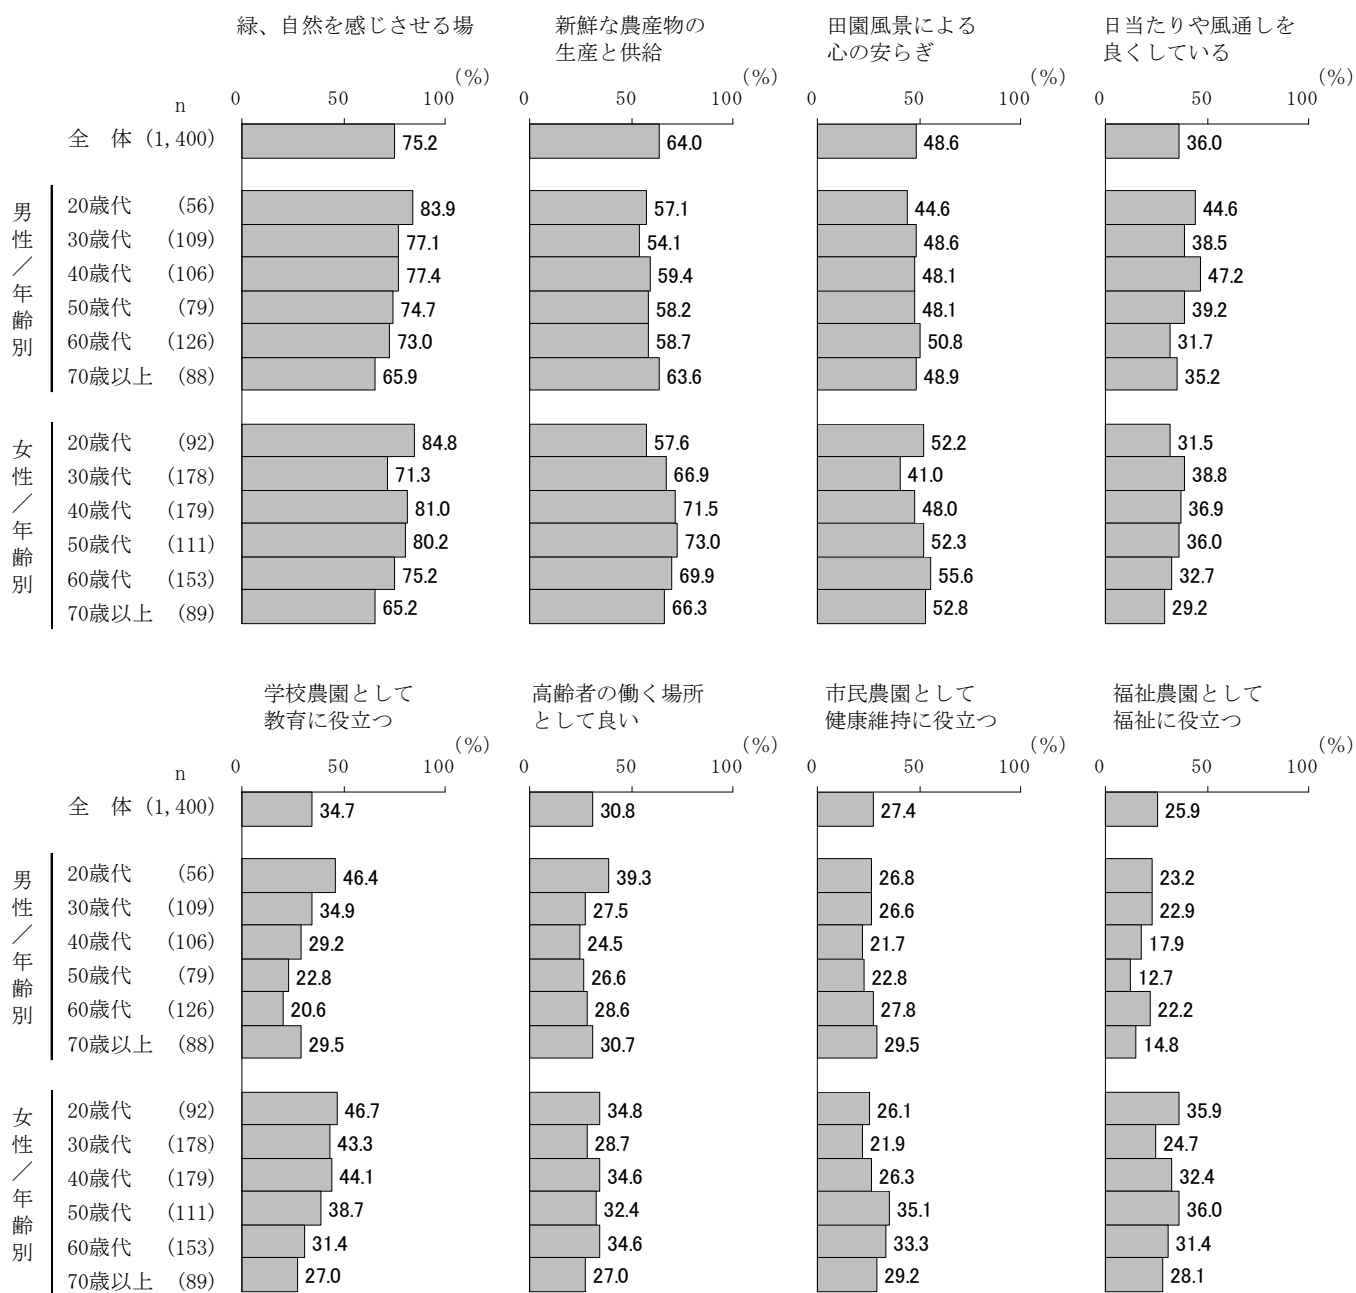 緑、自然を感じさせる場
新鮮な農産物の
生産と供給
田園風景による
心の安らぎ
日当たりや風通しを
良くしている
(%) (%) (%) (%)
n 0 50 100 0 50 100 0 50 100 0 50 100
全 体 (1,400) 75.2 64.0 48.6 36.0
男性／年齢別
20歳代 (56) 83.9 57.1 44.6 44.6
30歳代 (109) 77.1 54.1 48.6 38.5
40歳代 (106) 77.4 59.4 48.1 47.2
50歳代 (79) 74.7 58.2 48.1 39.2
60歳代 (126) 73.0 58.7 50.8 31.7
70歳以上 (88) 65.9 63.6 48.9 35.2
女性／年齢別
20歳代 (92) 84.8 57.6 52.2 31.5
30歳代 (178) 71.3 66.9 41.0 38.8
40歳代 (179) 81.0 71.5 48.0 36.9
50歳代 (111) 80.2 73.0 52.3 36.0
60歳代 (153) 75.2 69.9 55.6 32.7
70歳以上 (89) 65.2 66.3 52.8 29.2
学校農園として
教育に役立つ
高齢者の働く場所
として良い
市民農園として
健康維持に役立つ
福祉農園として
福祉に役立つ
(%) (%) (%) (%)
n 0 50 100 0 50 100 0 50 100 0 50 100
全 体 (1,400) 34.7 30.8 27.4 25.9
男性／年齢別
20歳代 (56) 46.4 39.3 26.8 23.2
30歳代 (109) 34.9 27.5 26.6 22.9
40歳代 (106) 29.2 24.5 21.7 17.9
50歳代 (79) 22.8 26.6 22.8 12.7
60歳代 (126) 20.6 28.6 27.8 22.2
70歳以上 (88) 29.5 30.7 29.5 14.8
女性／年齢別
20歳代 (92) 46.7 34.8 26.1 35.9
30歳代 (178) 43.3 28.7 21.9 24.7
40歳代 (179) 44.1 34.6 26.3 32.4
50歳代 (111) 38.7 32.4 35.1 36.0
60歳代 (153) 31.4 34.6 33.3 31.4
70歳以上 (89) 27.0 27.0 29.2 28.1